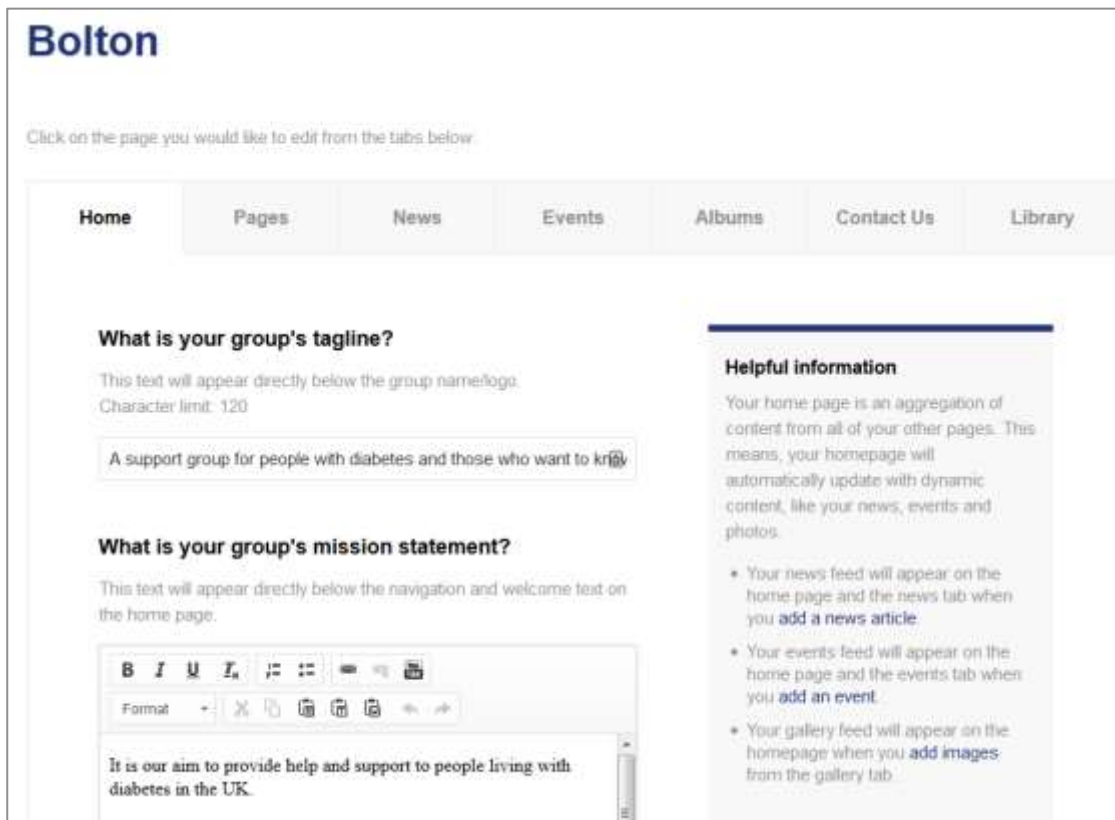 Bolton
Click on the page you would like to edit from the tabs below.
Home Pages News Events Albums Contact Us Library
What is your group's tagline?
This text will appear directly below the group name/logo.
Character limit: 120
A support group for people with diabetes and those who want to
What is your group's mission statement?
This text will appear directly below the navigation and welcome text on
the home page.
B I U
Format
It is our aim to provide help and support to people living with
diabetes in the UK.
Helpful information
Your home page is an aggregation of
content from all of your other pages. This
means, your homepage will
automatically update with dynamic
content, like your news, events and
photos.
• Your news feed will appear on the
home page and the news tab when
you add a news article.
• Your events feed will appear on the
home page and the events tab when
you add an event.
• Your gallery feed will appear on the
homepage when you add images
from the gallery tab.